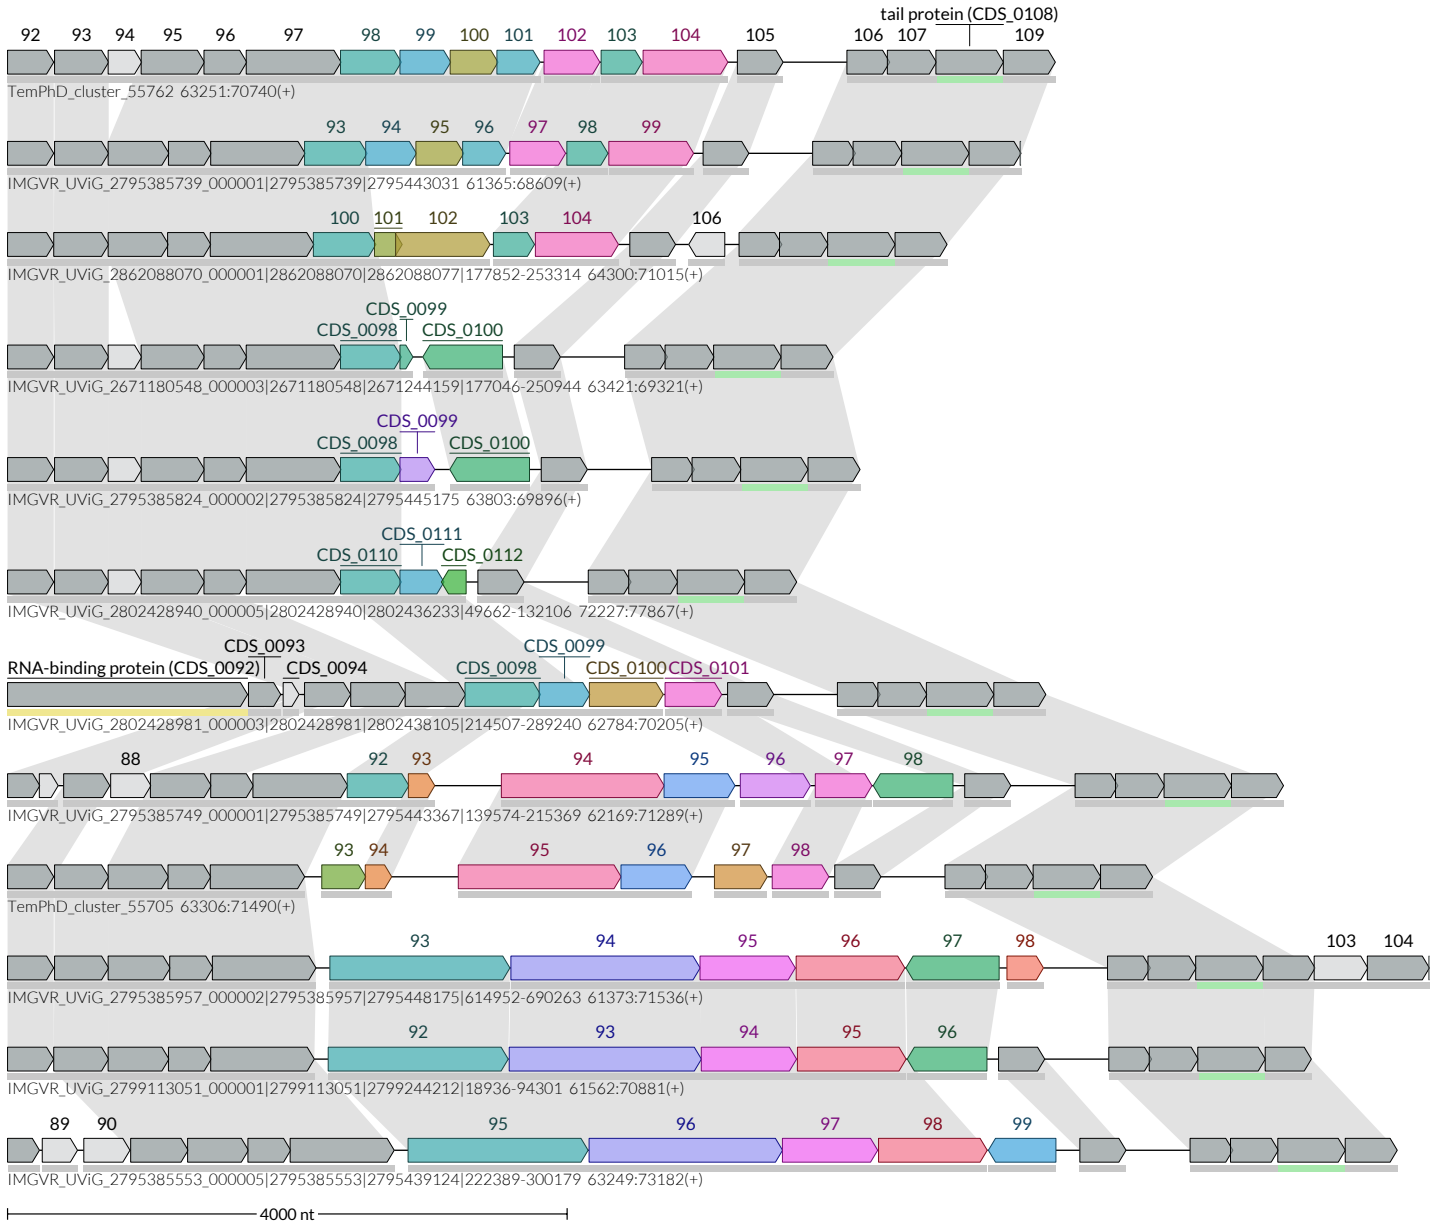 tail protein (CDS_0108)
92 93 94 95 96 97 98 99 100 101 102 103 104 105 106 107 109
TemPhD_cluster_55762 63251:70740(+)
93 94 95 96 97 98 99
IMGVR_UViG_2795385739_000001|2795385739|2795443031 61365:68609(+)
100 101 102 103 104 106
IMGVR_UViG_2862088070_000001|2862088070|2862088077|177852-253314 64300:71015(+)
CDS_0099
CDS_0098 CDS_0100
IMGVR_UViG_2671180548_000003|2671180548|2671244159|177046-250944 63421:69321(+)
CDS_0099
CDS_0098 CDS_0100
IMGVR_UViG_2795385824_000002|2795385824|2795445175 63803:69896(+)
CDS_0111
CDS_0110 CDS_0112
IMGVR_UViG_2802428940_000005|2802428940|2802436233|49662-132106 72227:77867(+)
CDS_0093 CDS_0099
RNA-binding protein (CDS_0092) CDS_0094 CDS_0098 CDS_0100 CDS_0101
IMGVR_UViG_2802428981_000003|2802428981|2802438105|214507-289240 62784:70205(+)
88 92 93 94 95 96 97 98
IMGVR_UViG_2795385749_000001|2795385749|2795443367|139574-215369 62169:71289(+)
93 94 95 96 97 98
TemPhD_cluster_55705 63306:71490(+)
93 94 95 96 97 98 103 104
IMGVR_UViG_2795385957_000002|2795385957|2795448175|614952-690263 61373:71536(+)
92 93 94 95 96
IMGVR_UViG_2799113051_000001|2799113051|2799244212|18936-94301 61562:70881(+)
89 90 95 96 97 98 99
IMGVR_UViG_2795385553_000005|2795385553|2795439124|222389-300179 63249:73182(+)
4000 nt